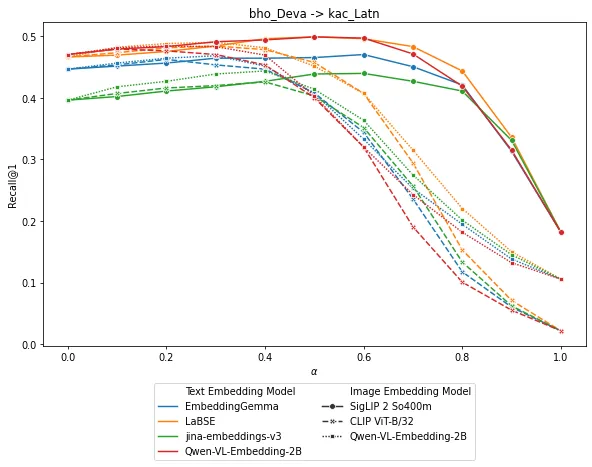 bho_Deva -> kac_Latn
Recall@1
0.5
0.4
0.3
0.2
0.1
0.0
0.0 0.2 0.4 0.6 0.8 1.0
α
Text Embedding Model Image Embedding Model
EmbeddingGemma SigLIP 2 So400m
LaBSE CLIP ViT-B/32
jina-embeddings-v3 Qwen-VL-Embedding-2B
Qwen-VL-Embedding-2B